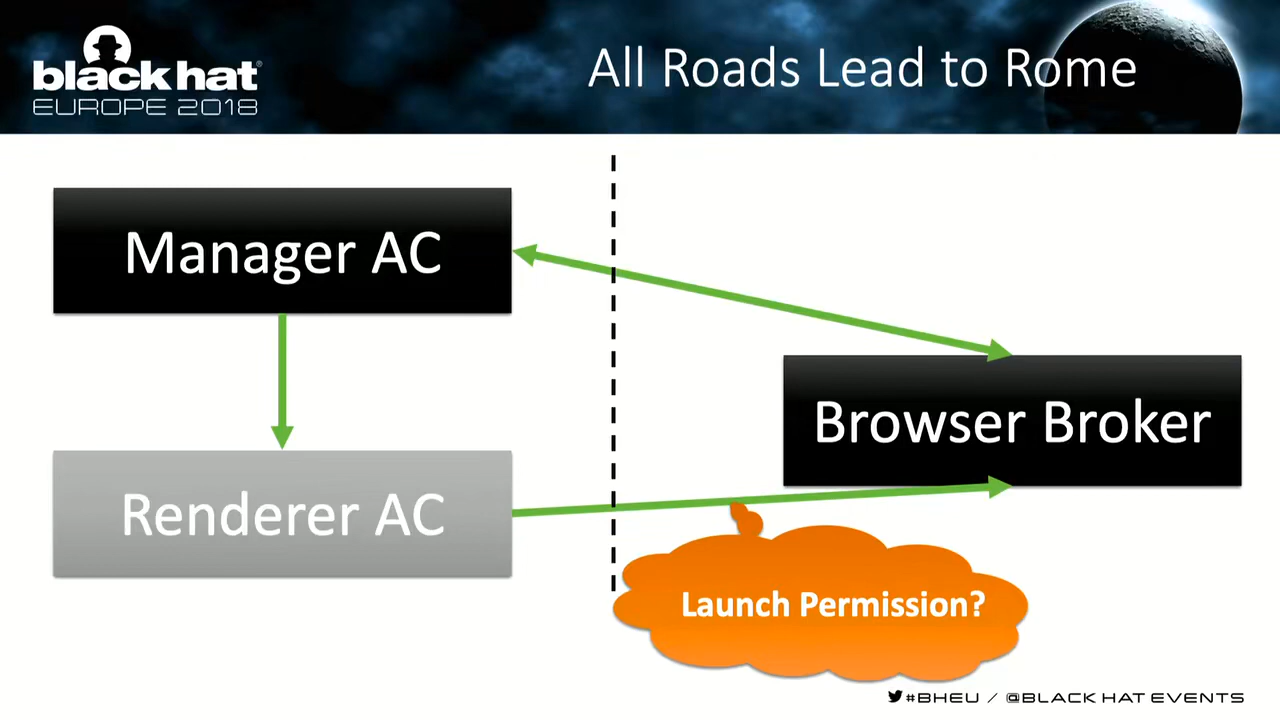 black hat®
EUROPE 2018
All Roads Lead to Rome
Manager AC
Browser Broker
Renderer AC
Launch Permission?
#BHEU / @BLACK HAT EVENTS